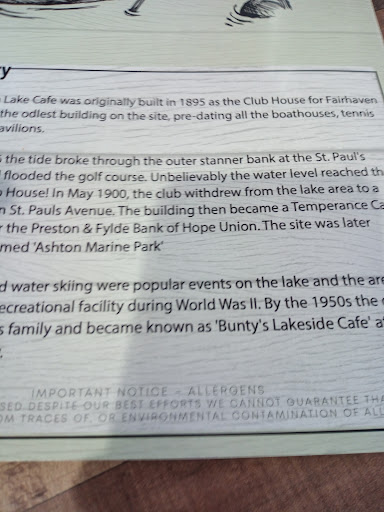 y
Lake Cafe was originally built in 1895 as the Club House for Fairhaven
the odlest building on the site, pre-dating all the boathouses, tennis
avilions.
the tide broke through the outer stanner bank at the St. Paul's
flooded the golf course. Unbelievably the water level reached th
House! In May 1900, the club withdrew from the lake area to a
n St. Pauls Avenue. The building then became a Temperance Ca
r the Preston & Fylde Bank of Hope Union. The site was later
med 'Ashton Marine Park'
d water skiing were popular events on the lake and the are
ecreational facility during World Was II. By the 1950s the
s family and became known as 'Bunty's Lakeside Cafe' a
IMPORTANT NOTICE - ALLERGENS
SED DESPITE OUR BEST EFFORTS WE CANNOT GUARANTEE THA
OM TRACES OF, OR ENVIRONMENTAL CONTAMINATION OF ALL